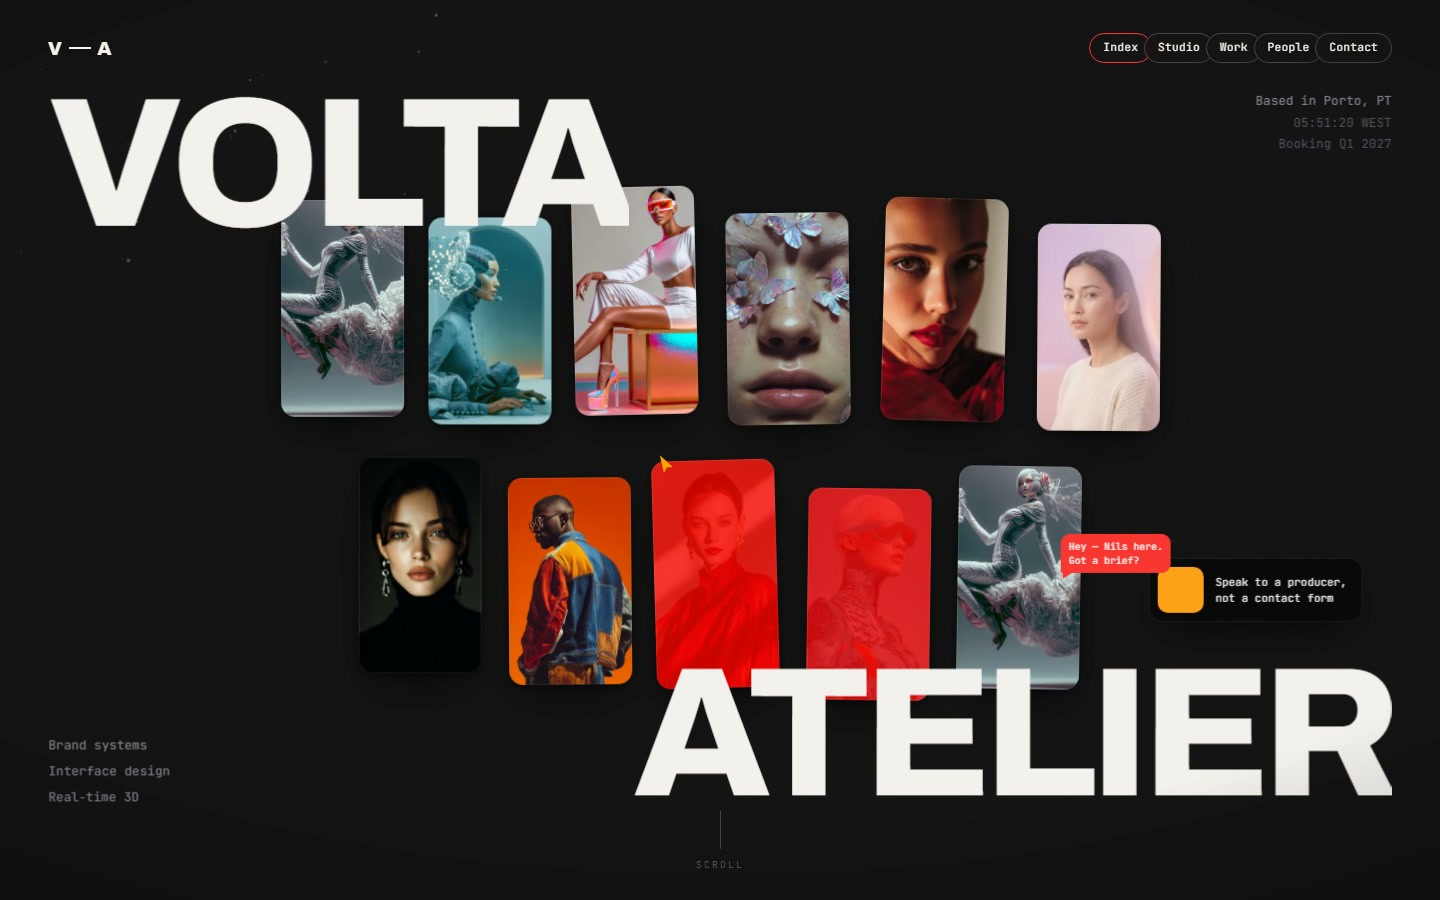 V — A
Index Studio Work People Contact
VOLTA
Based in Porto, PT
05:51:20 WEST
Booking Q1 2027
Hey — Nils here.
Got a brief?
Speak to a producer,
not a contact form
ATELIER
Brand systems
Interface design
Real-time 3D
SCROLL